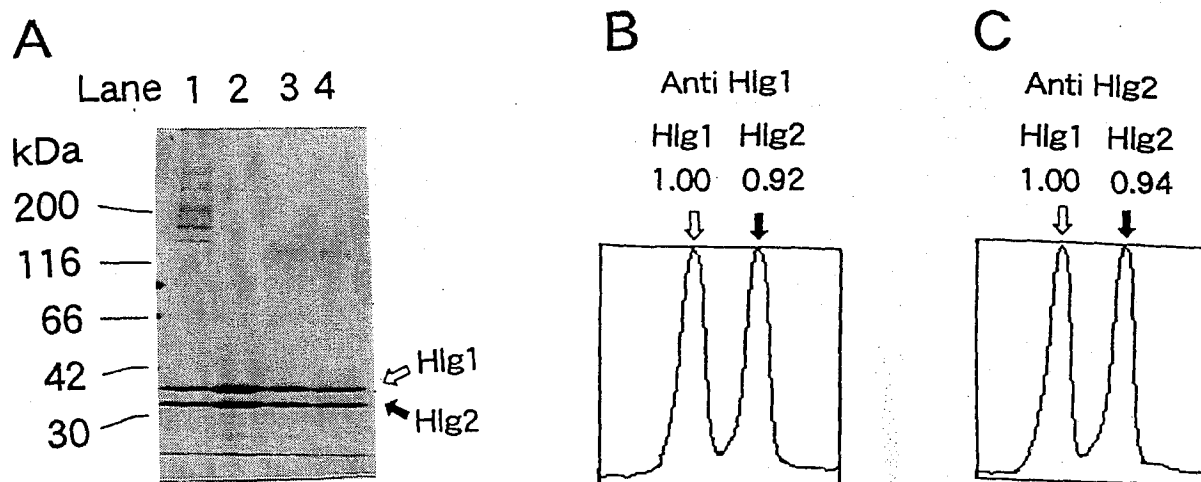 A
Lane 1 2 3 4
kDa
200
116
66
42
30
Hlg1
Hlg2
B
Anti Hlg1
Hlg1 Hlg2
1.00 0.92
C
Anti Hlg2
Hlg1 Hlg2
1.00 0.94